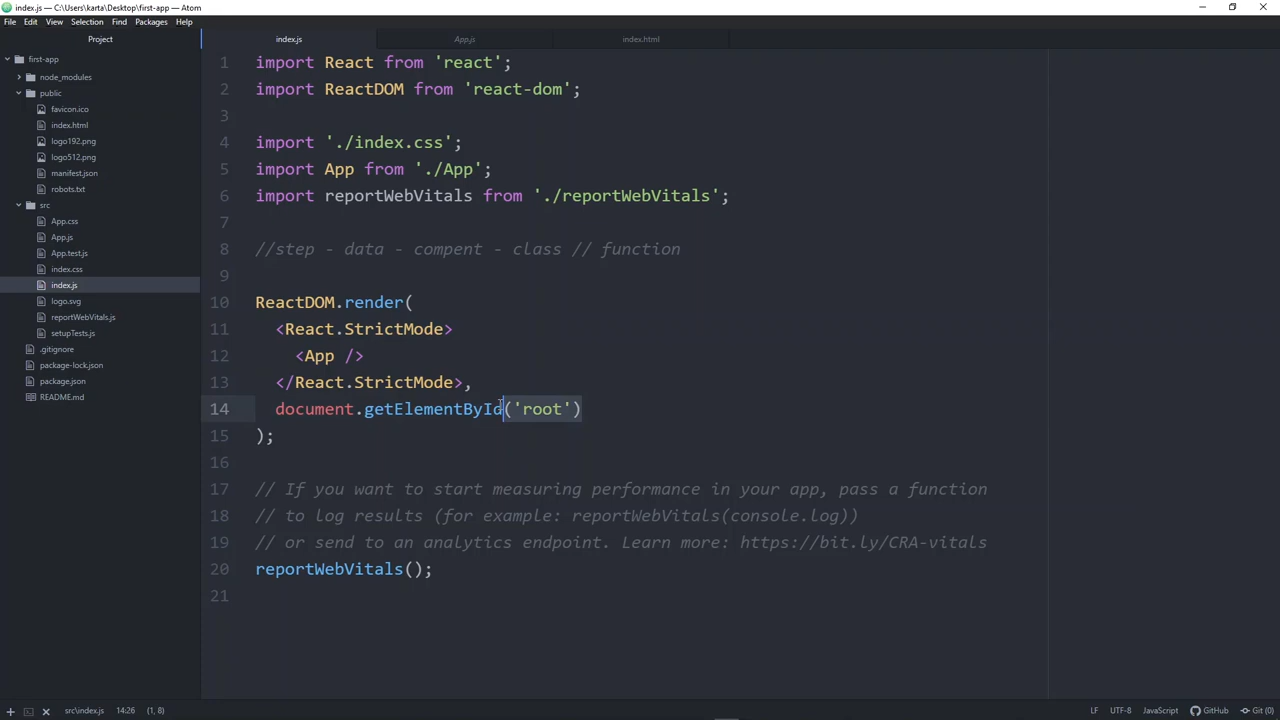 index.js — C:\Users\karta\Desktop\first-app — Atom
File Edit View Selection Find Packages Help
Project
first-app
node_modules
public
favicon.ico
index.html
logo192.png
logo512.png
manifest.json
robots.txt
src
App.css
App.js
App.test.js
index.css
index.js
logo.svg
reportWebVitals.js
setupTests.js
.gitignore
package-lock.json
package.json
README.md
index.js App.js index.html
1 import React from 'react';
2 import ReactDOM from 'react-dom';
3
4 import './index.css';
5 import App from './App';
6 import reportWebVitals from './reportWebVitals';
7
8 //step - data - compent - class // function
9
10 ReactDOM.render(
11 <React.StrictMode>
12 <App />
13 </React.StrictMode>,
14 document.getElementById('root')
15 );
16
17 // If you want to start measuring performance in your app, pass a function
18 // to log results (for example: reportWebVitals(console.log))
19 // or send to an analytics endpoint. Learn more: https://bit.ly/CRA-vitals
20 reportWebVitals();
21
src\index.js 14:26 (1, 8) LF UTF-8 JavaScript GitHub Git (0)